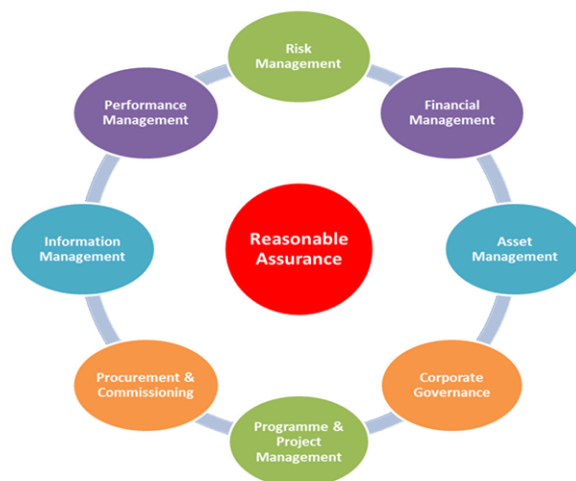 Risk
Management
Performance
Management
Financial
Management
Information
Management
Reasonable
Assurance
Asset
Management
Procurement &
Commissioning
Corporate
Governance
Programme &
Project
Management